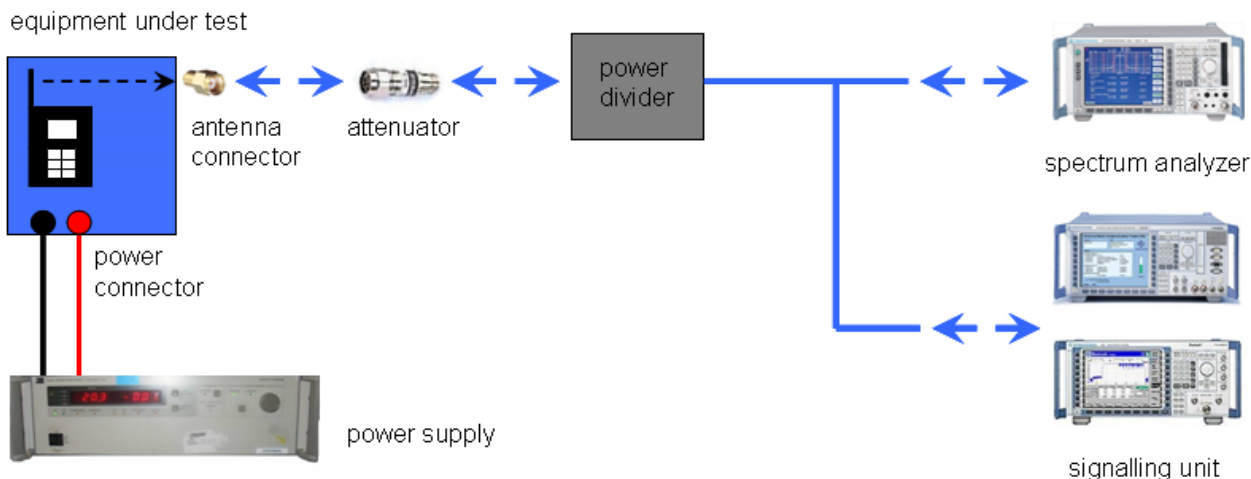 equipment under test
power
divider
antenna
connector
attenuator
spectrum analyzer
power
connector
power supply
signalling unit